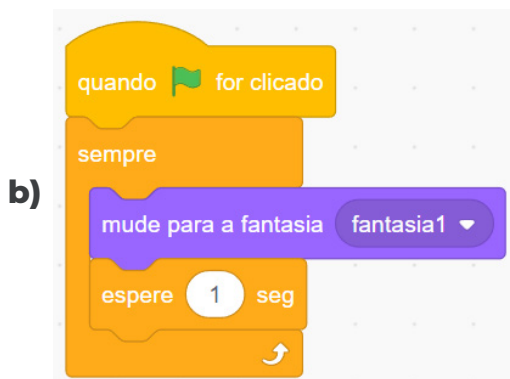 quando for clicado
sempre
b)
mude para a fantasia fantasia1
espere 1 seg